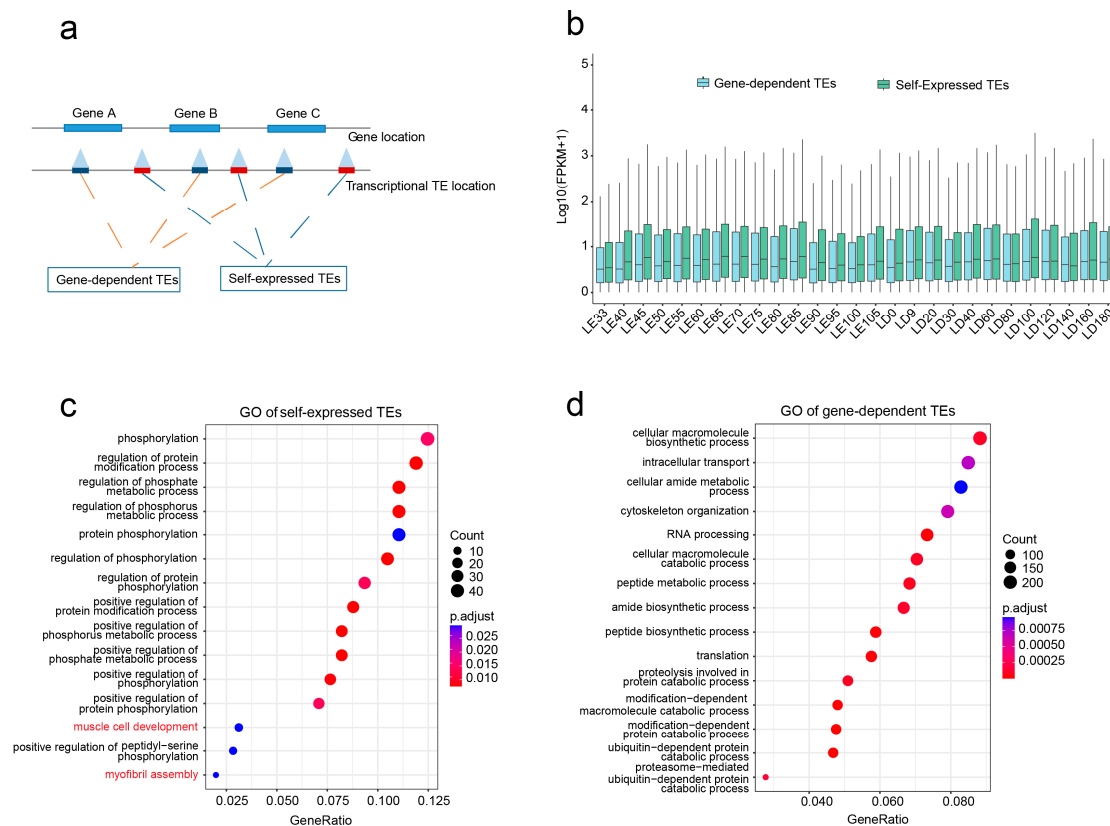 a
Gene A
Gene B
Gene C
Gene location
Transcriptional TE location
Gene-dependent TEs
Self-expressed TEs
b
Log10(FPKM+1)
5
4
3
2
1
0
Gene-dependent TEs
Self-Expressed TEs
LE33
LE40
LE45
LE50
LE55
LE60
LE65
LE70
LE75
LE80
LE85
LE90
LE95
LE100
LE105
LD0
LD9
LD21
LD30
LD40
LD60
LD80
LD100
LD120
LD140
LD160
LD180
c
GO of self-expressed TEs
phosphorylation
regulation of protein
modification process
regulation of phosphate
metabolic process
regulation of phosphorus
metabolic process
protein phosphorylation
regulation of phosphorylation
regulation of protein
phosphorylation
positive regulation of
protein modification process
positive regulation of
phosphorus metabolic process
positive regulation of
phosphate metabolic process
positive regulation of
phosphorylation
positive regulation of
protein phosphorylation
muscle cell development
positive regulation of peptidyl−serine
phosphorylation
myofibril assembly
0.025
0.050
0.075
0.100
0.125
GeneRatio
Count
10
20
30
40
p.adjust
0.025
0.015
0.010
d
GO of gene-dependent TEs
cellular macromolecule
biosynthetic process
intracellular transport
cellular amide metabolic
process
cytoskeleton organization
RNA processing
cellular macromolecule
catabolic process
peptide metabolic process
amide biosynthetic process
peptide biosynthetic process
translation
proteolysis involved in
protein catabolic process
modification−dependent
macromolecule catabolic process
modification−dependent
protein catabolic process
ubiquitin−dependent protein
catabolic process
proteasome−mediated
ubiquitin−dependent protein
catabolic process
0.040
0.060
0.080
GeneRatio
Count
100
150
200
p.adjust
0.00075
0.00050
0.00025